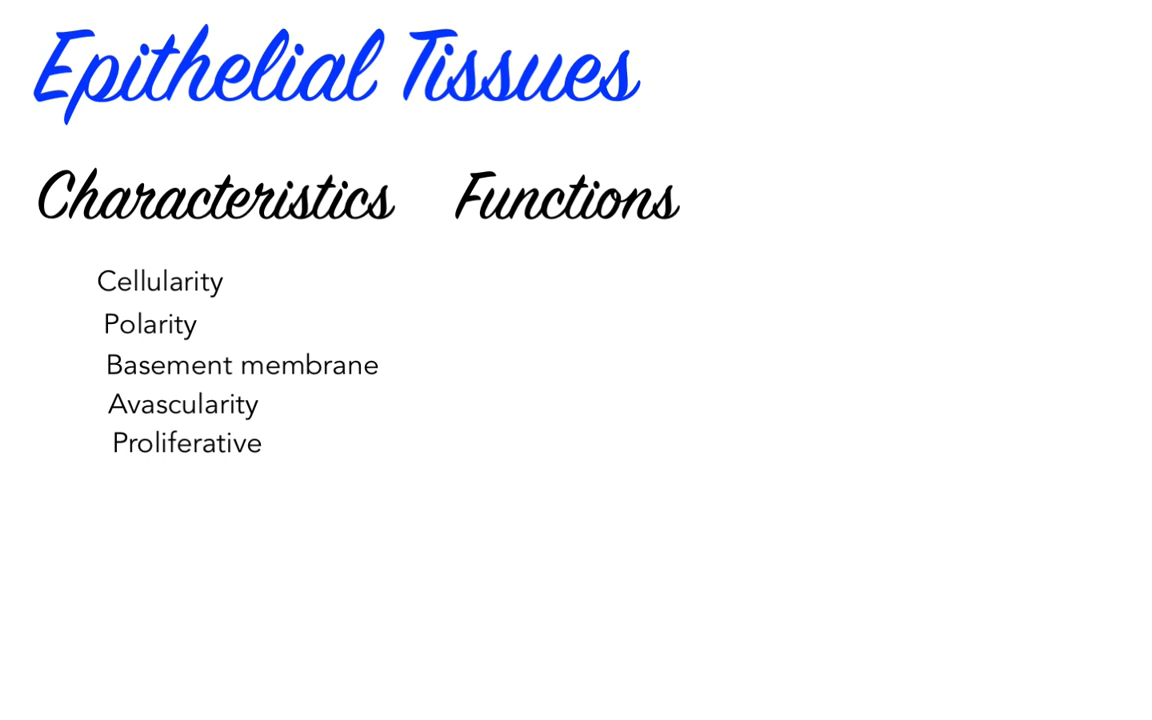 Epithelial Tissues
Characteristics Functions
Cellularity
Polarity
Basement membrane
Avascularity
Proliferative